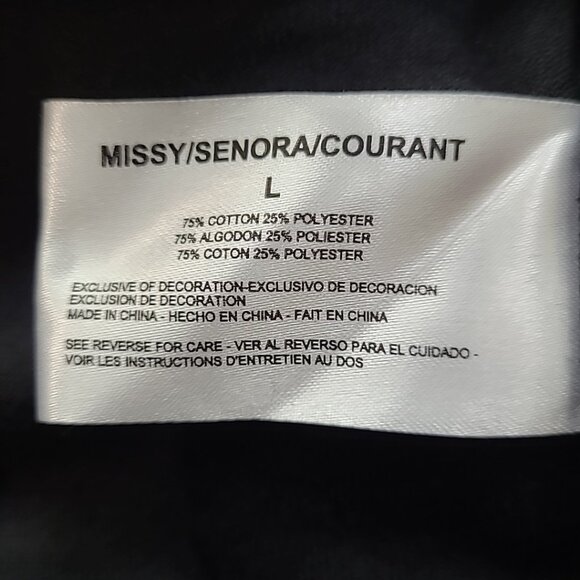 MISSY/SENORA/COURANT
L
75% COTTON 25% POLYESTER
75% ALGODON 25% POLIESTER
75% COTON 25% POLYESTER
EXCLUSIVE OF DECORATION-EXCLUSIVO DE DECORACION
EXCLUSION DE DECORATION
MADE IN CHINA - HECHO EN CHINA - FAIT EN CHINA
SEE REVERSE FOR CARE - VER AL REVERSO PARA EL CUIDADO -
VOIR LES INSTRUCTIONS D'ENTRETIEN AU DOS